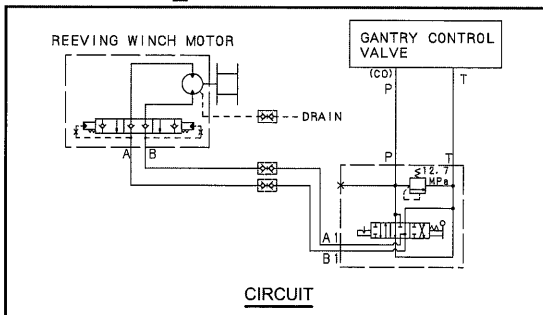 REEVING WINCH MOTOR
GANTRY CONTROL
VALVE
(CO)
P
T
DRAIN
A
B
P
T
12.7
MPa
A1
B1
CIRCUIT